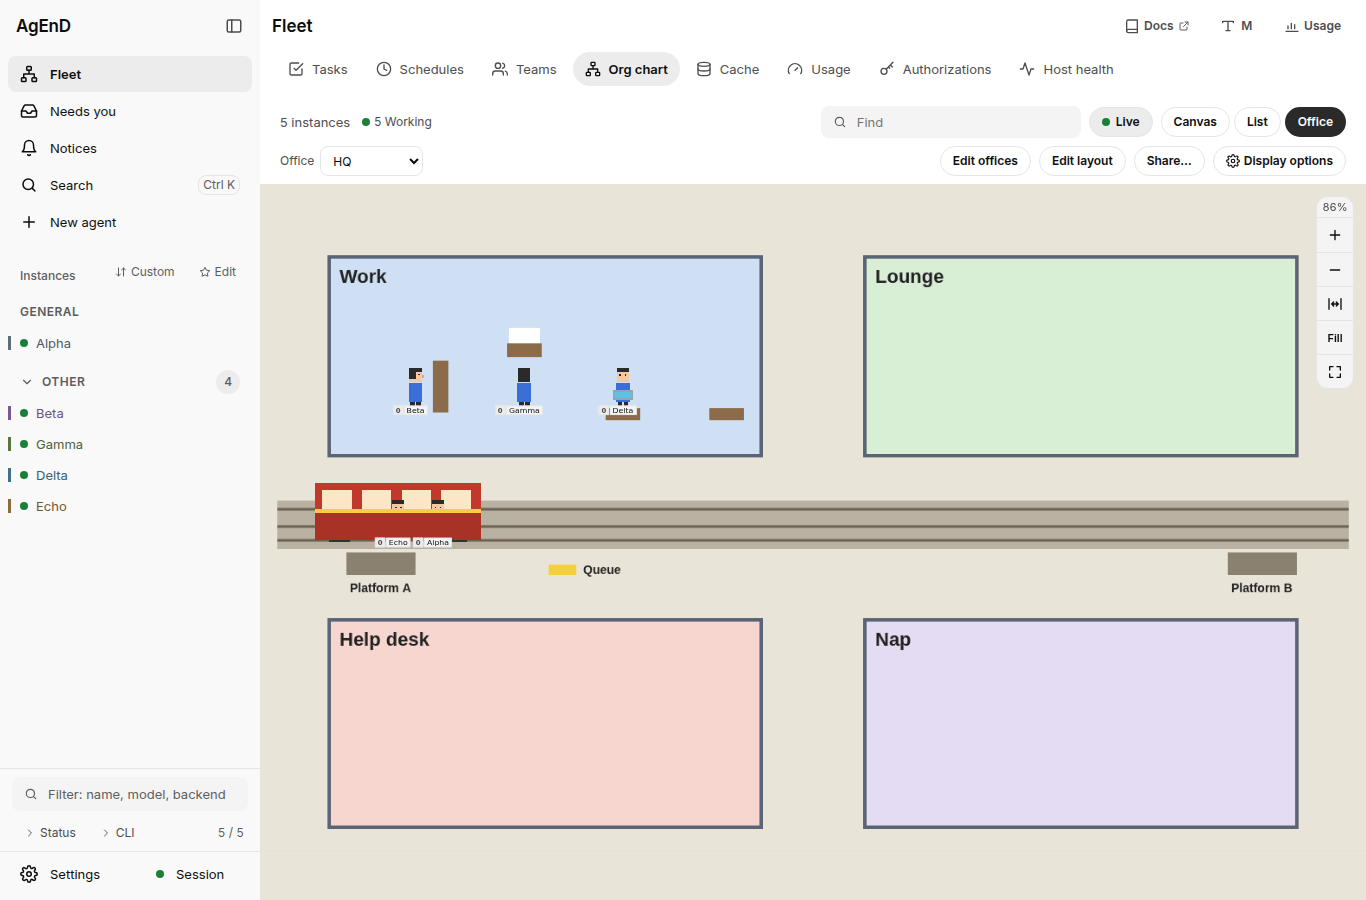 AgEnD
Fleet
Needs you
Notices
Search
Ctrl K
New agent
Instances
Custom
Edit
GENERAL
Alpha
OTHER
4
Beta
Gamma
Delta
Echo
Filter: name, model, backend
Status
CLI
5 / 5
Settings
Session
Fleet
Docs
M
Usage
Tasks
Schedules
Teams
Org chart
Cache
Usage
Authorizations
Host health
5 instances
5 Working
Find
Live
Canvas
List
Office
Office
HQ
Edit offices
Edit layout
Share...
Display options
86%
Fill
Work
0 Beta
0 Gamma
0 Delta
Lounge
0 Echo
0 Alpha
Platform A
Queue
Platform B
Help desk
Nap